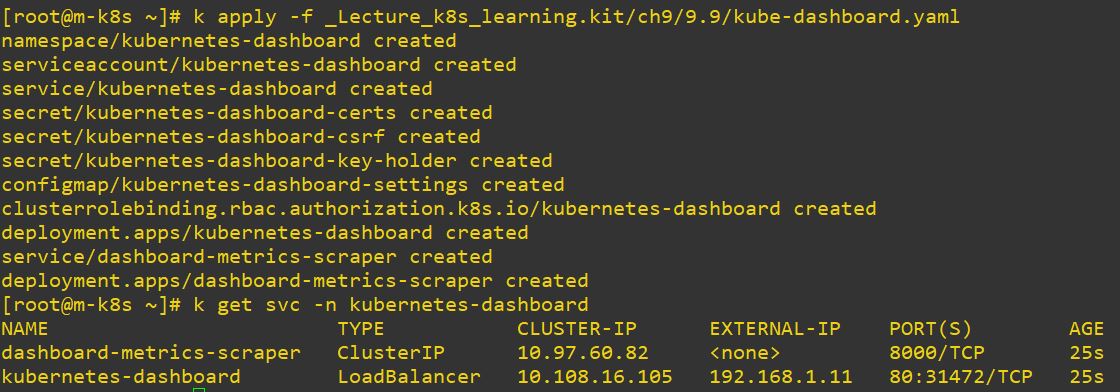 [root@m-k8s ~]# k apply -f _Lecture_k8s_learning.kit/ch9/9.9/kube-dashboard.yaml
namespace/kubernetes-dashboard created
serviceaccount/kubernetes-dashboard created
service/kubernetes-dashboard created
secret/kubernetes-dashboard-certs created
secret/kubernetes-dashboard-csrf created
secret/kubernetes-dashboard-key-holder created
configmap/kubernetes-dashboard-settings created
clusterrolebinding.rbac.authorization.k8s.io/kubernetes-dashboard created
deployment.apps/kubernetes-dashboard created
service/dashboard-metrics-scraper created
deployment.apps/dashboard-metrics-scraper created
[root@m-k8s ~]# k get svc -n kubernetes-dashboard
NAME                        TYPE           CLUSTER-IP      EXTERNAL-IP    PORT(S)        AGE
dashboard-metrics-scraper   ClusterIP      10.97.60.82     <none>         8000/TCP       25s
kubernetes-dashboard        LoadBalancer   10.108.16.105   192.168.1.11   80:31472/TCP   25s